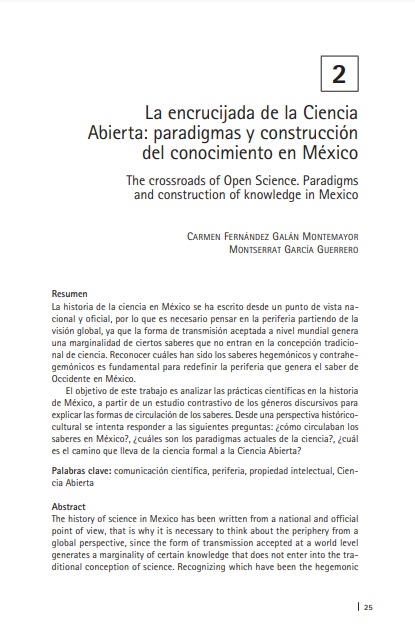 2
La encrucijada de la Ciencia
Abierta: paradigmas y construcción
del conocimiento en México
The crossroads of Open Science. Paradigms
and construction of knowledge in Mexico
Carmen Fernández Galán Montemayor
Montserrat García Guerrero
Resumen
La historia de la ciencia en México se ha escrito desde un punto de vista na-
cional y oficial, por lo que es necesario pensar en la periferia partiendo de la
visión global, ya que la forma de transmisión aceptada a nivel mundial genera
una marginalidad de ciertos saberes que no entran en la concepción tradicio-
nal de ciencia. Reconocer cuáles han sido los saberes hegemónicos y contrahe-
gemónicos es fundamental para redefinir la periferia que genera el saber de
Occidente en México.
El objetivo de este trabajo es analizar las prácticas científicas en la historia
de México, a partir de un estudio contrastivo de los géneros discursivos para
explicar las formas de circulación de los saberes. Desde una perspectiva histórico-
cultural se intenta responder a las siguientes preguntas: ¿cómo circulaban los
saberes en México?, ¿cuáles son los paradigmas actuales de la ciencia?, ¿cuál
es el camino que lleva de la ciencia formal a la Ciencia Abierta?
Palabras clave: comunicación científica, periferia, propiedad intelectual, Cien-
cia Abierta
Abstract
The history of science in Mexico has been written from a national and official
point of view, that is why it is necessary to think about the periphery from a
global perspective, since the form of transmission accepted at a world level
generates a marginality of certain knowledge that does not enter into the tra-
ditional conception of science. Recognizing which have been the hegemonic
25